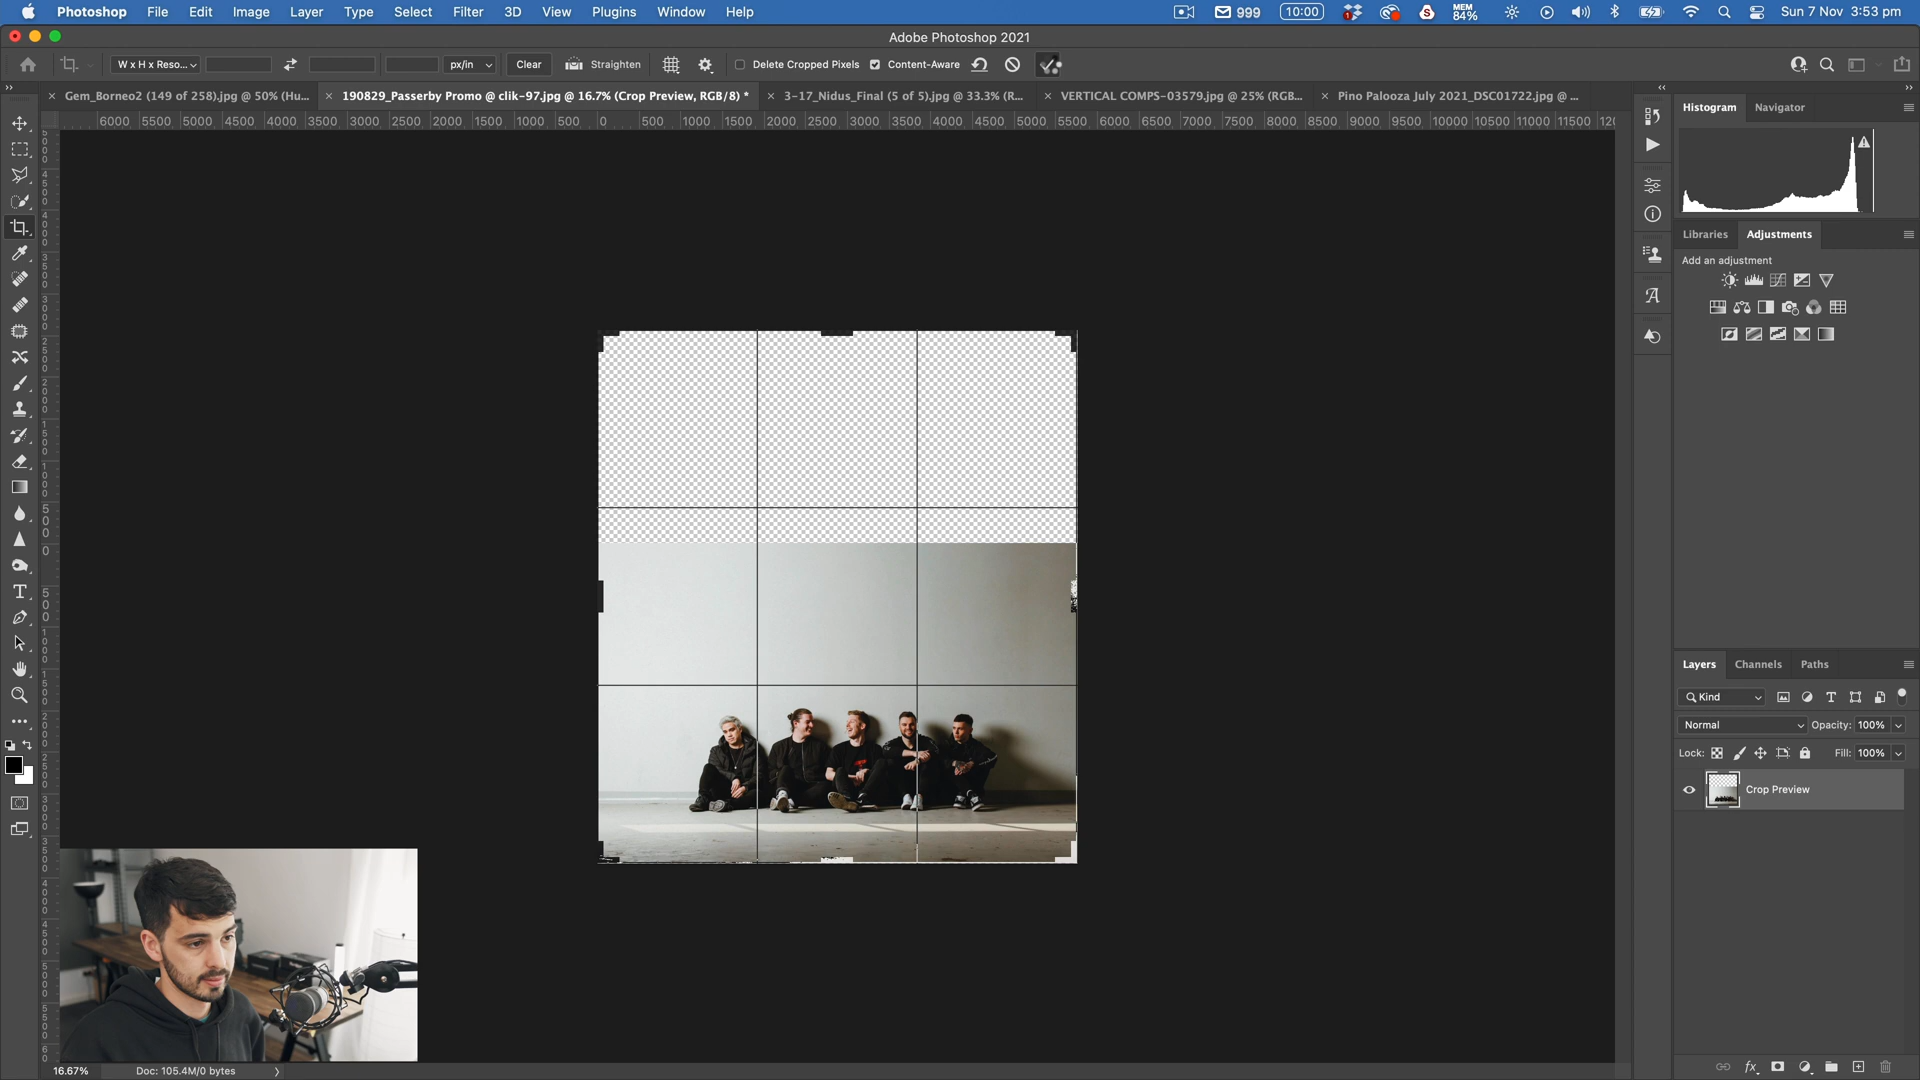 Photoshop File Edit Image Layer Type Select Filter 3D View Plugins Window Help 999 10:00 1 S MEM 84% Sun 7 Nov 3:53 pm
Adobe Photoshop 2021
W x H x Reso... px/in Clear Straighten Delete Cropped Pixels Content-Aware
Gem_Borneo2 (149 of 258).jpg @ 50% (Hu... 190829_Passerby Promo @ clik-97.jpg @ 16.7% (Crop Preview, RGB/8) * 3-17_Nidus_Final (5 of 5).jpg @ 33.3% (R... VERTICAL COMPS-03579.jpg @ 25% (RGB... Pino Palooza July 2021_DSC01722.jpg @ ...
6000 5500 5000 4500 4000 3500 3000 2500 2000 1500 1000 500 0 500 1000 1500 2000 2500 3000 3500 4000 4500 5000 5500 6000 6500 7000 7500 8000 8500 9000 9500 10000 10500 11000 11500 120
Histogram Navigator
Libraries Adjustments
Add an adjustment
Layers Channels Paths
Kind
Normal Opacity: 100%
Lock: Fill: 100%
Crop Preview
16.67% Doc: 105.4M/0 bytes